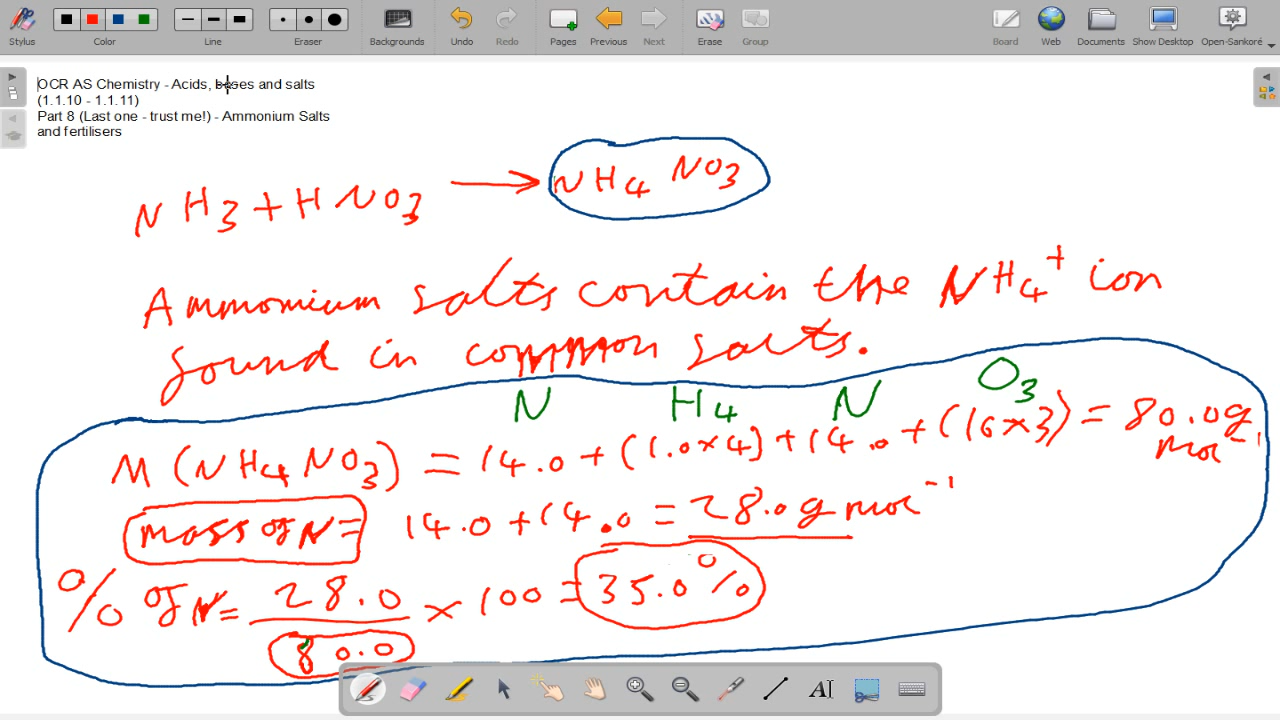 Stylus Color Line Eraser Backgrounds Undo Redo Pages Previous Next Erase Group Board Web Documents Show Desktop Open-Sankoré
OCR AS Chemistry - Acids, bases and salts
(1.1.10 - 1.1.11)
Part 8 (Last one - trust me!) - Ammonium Salts
and fertilisers
NH3 + HNO3 → NH4 NO3
Ammonium salts contain the NH4+ ion
found in common salts.
N H4 N O3
M (NH4NO3) = 14.0 + (1.0×4) + 14.0 + (16×3) = 80.0g
mol-1
mass of N = 14.0 + 14.0 = 28.0 g mol-1
% of N = 28.0 × 100 = 35.0%
80.0
AI